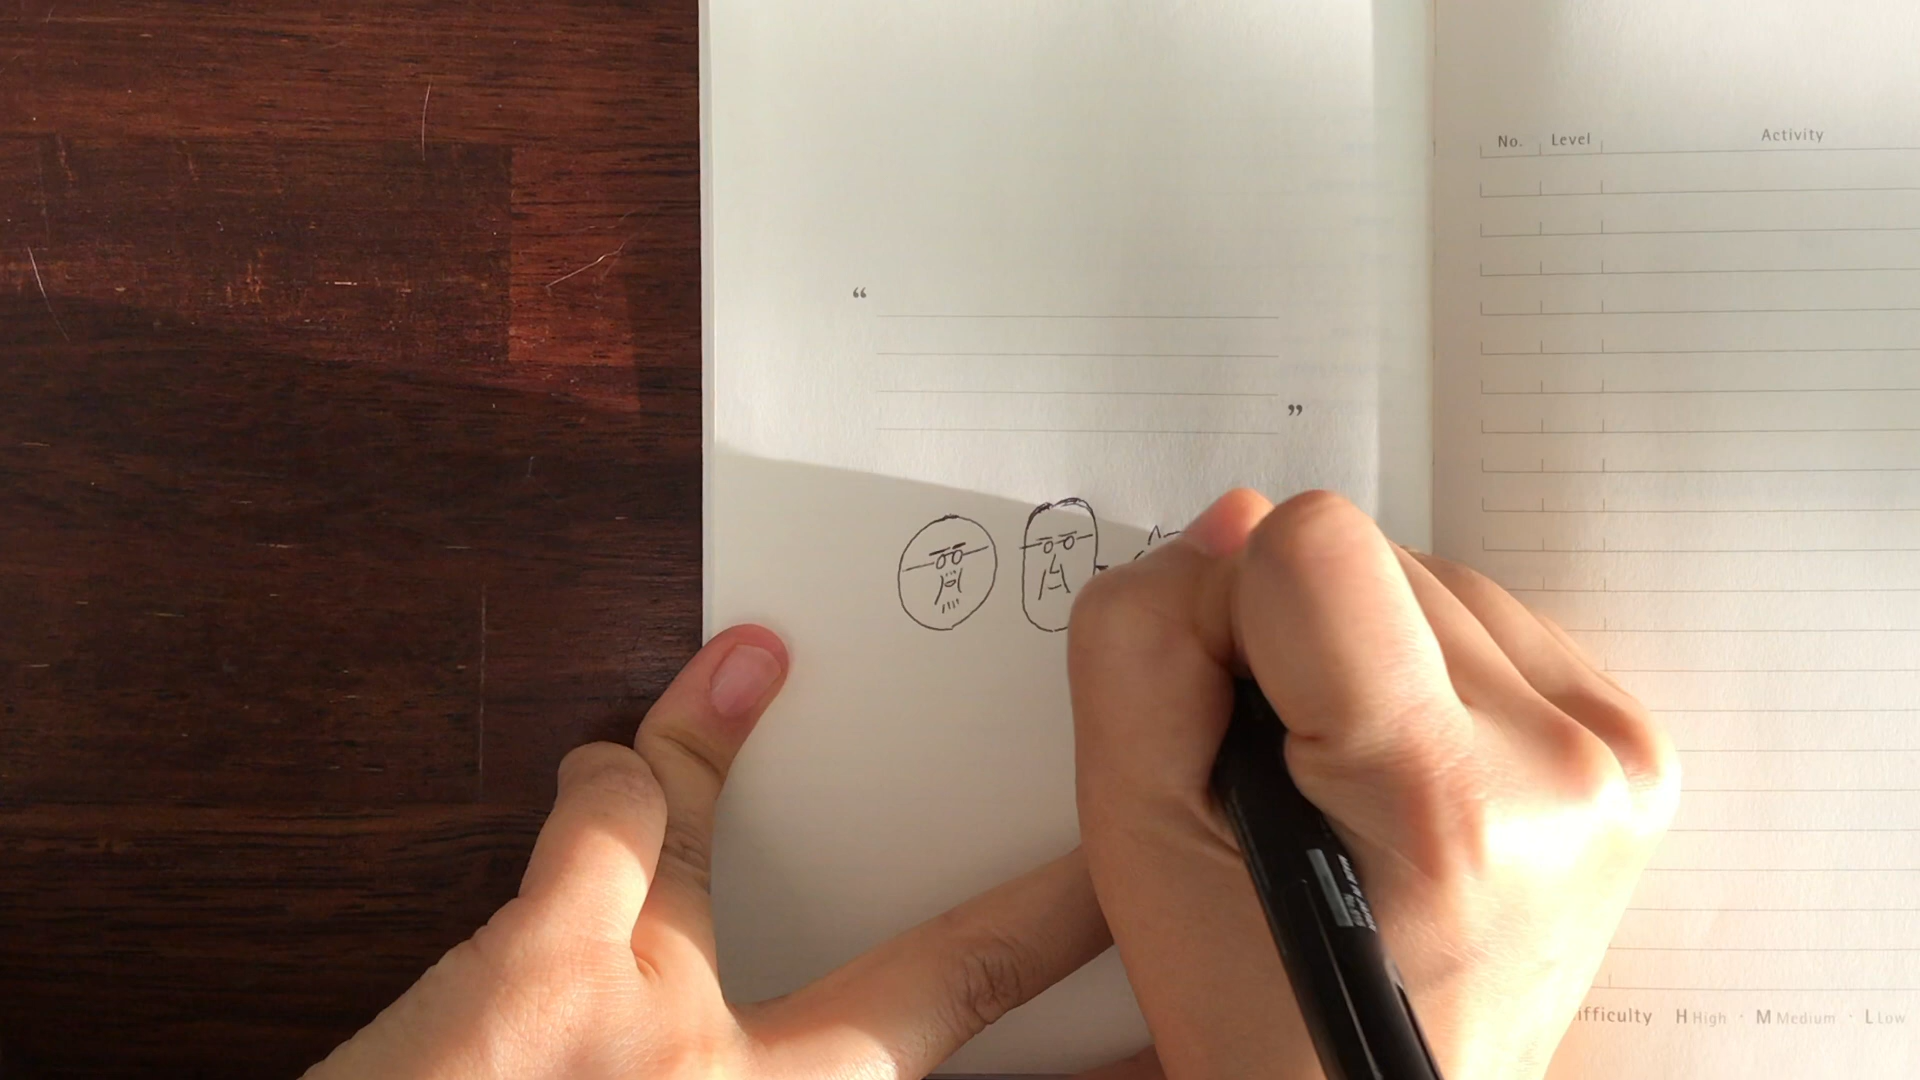 “
”
No. Level Activity
ifficulty H High · M Medium · L Low